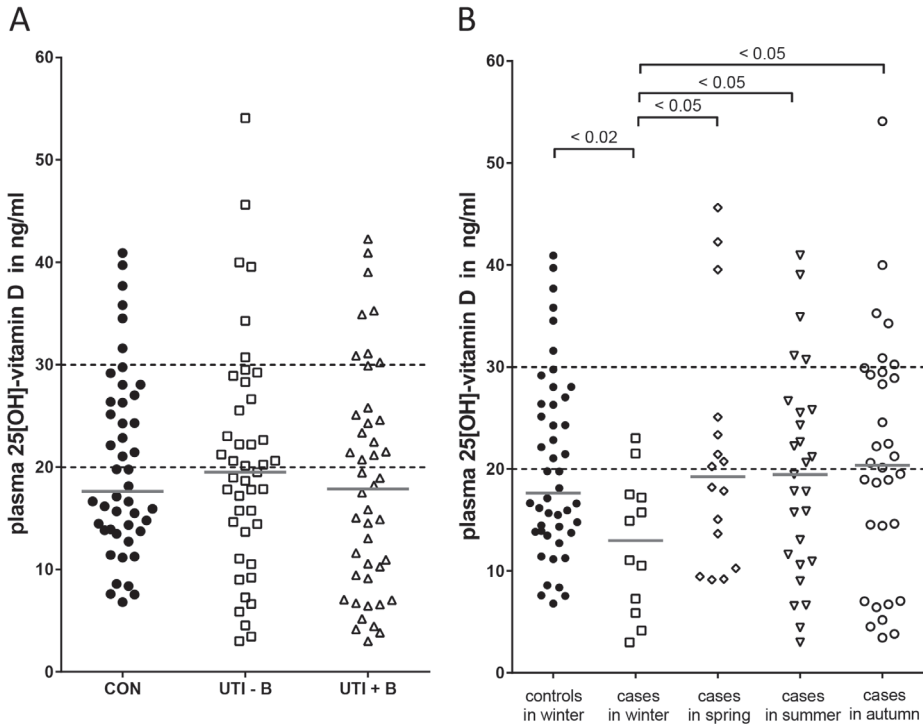 A
plasma 25[OH]-vitamin D in ng/ml
60
50
40
30
20
10
0
CON
UTI - B
UTI + B
B
plasma 25[OH]-vitamin D in ng/ml
60
50
40
30
20
10
0
< 0.05
< 0.05
< 0.05
< 0.02
controls
in winter
cases
in winter
cases
in spring
cases
in summer
cases
in autumn